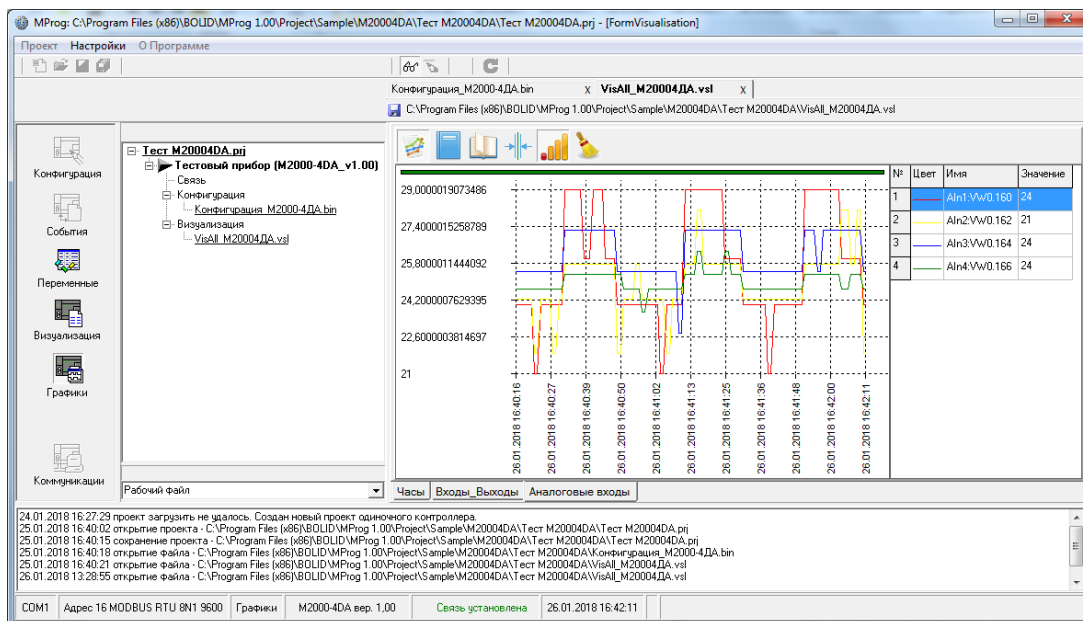 MProg: C:\Program Files (x86)\BOLID\MProg 1.00\Project\Sample\M20004DA\Тест M20004DA\Тест M20004DA.prj - [FormVisualisation]
Проект Настройки О Программе
Конфигурация_M2000-4ДА.bin x VisAll_M20004ДА.vsl x
C:\Program Files (x86)\BOLID\MProg 1.00\Project\Sample\M20004DA\Тест M20004DA\VisAll_M20004ДА.vsl
Конфигурация
События
Переменные
Визуализация
Графики
Коммуникации
Тест M20004DA.prj
Тестовый прибор (M2000-4DA_v1.00)
Связь
Конфигурация
Конфигурация_M2000-4ДА.bin
Визуализация
VisAll_M20004ДА.vsl
Рабочий файл
29,0000019073486
27,4000015258789
25,8000011444092
24,2000007629395
22,6000003814697
21
26.01.2018 16:40:16
26.01.2018 16:40:27
26.01.2018 16:40:39
26.01.2018 16:40:50
26.01.2018 16:41:02
26.01.2018 16:41:13
26.01.2018 16:41:25
26.01.2018 16:41:36
26.01.2018 16:41:48
26.01.2018 16:42:00
26.01.2018 16:42:11
№ Цвет Имя Значение
1 AIn1:VW0.160 24
2 AIn2:VW0.162 21
3 AIn3:VW0.164 24
4 AIn4:VW0.166 24
Часы Входы_Выходы Аналоговые входы
24.01.2018 16:27:29 проект загрузить не удалось. Создан новый проект одиночного контроллера.
25.01.2018 16:40:02 открытие проекта - C:\Program Files (x86)\BOLID\MProg 1.00\Project\Sample\M20004DA\Тест M20004DA\Тест M20004DA.prj
25.01.2018 16:40:15 сохранение проекта - C:\Program Files (x86)\BOLID\MProg 1.00\Project\Sample\M20004DA\Тест M20004DA\Тест M20004DA.prj
25.01.2018 16:40:18 открытие файла - C:\Program Files (x86)\BOLID\MProg 1.00\Project\Sample\M20004DA\Тест M20004DA\Конфигурация_M2000-4ДА.bin
25.01.2018 16:40:21 открытие файла - C:\Program Files (x86)\BOLID\MProg 1.00\Project\Sample\M20004DA\Тест M20004DA\VisAll_M20004ДА.vsl
26.01.2018 13:28:55 открытие файла - C:\Program Files (x86)\BOLID\MProg 1.00\Project\Sample\M20004DA\Тест M20004DA\VisAll_M20004ДА.vsl
COM1 Адрес 16 MODBUS RTU 8N1 9600 Графики M2000-4DA вер. 1,00 Связь установлена 26.01.2018 16:42:11